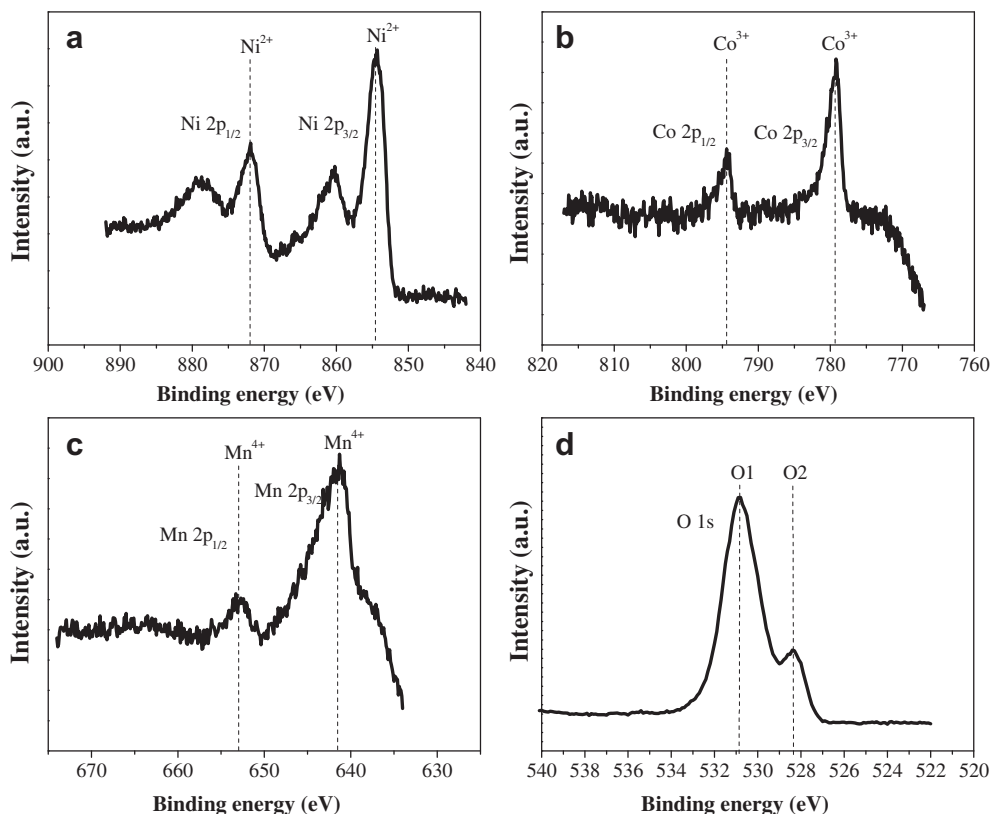 a
Ni²⁺
Ni²⁺
Ni 2p₁/₂
Ni 2p₃/₂
Intensity (a.u.)
900 890 880 870 860 850 840
Binding energy (eV)
b
Co³⁺
Co³⁺
Co 2p₁/₂
Co 2p₃/₂
Intensity (a.u.)
820 810 800 790 780 770 760
Binding energy (eV)
c
Mn⁴⁺
Mn⁴⁺
Mn 2p₃/₂
Mn 2p₁/₂
Intensity (a.u.)
670 660 650 640 630
Binding energy (eV)
d
O1
O2
O 1s
Intensity (a.u.)
540 538 536 534 532 530 528 526 524 522 520
Binding energy (eV)